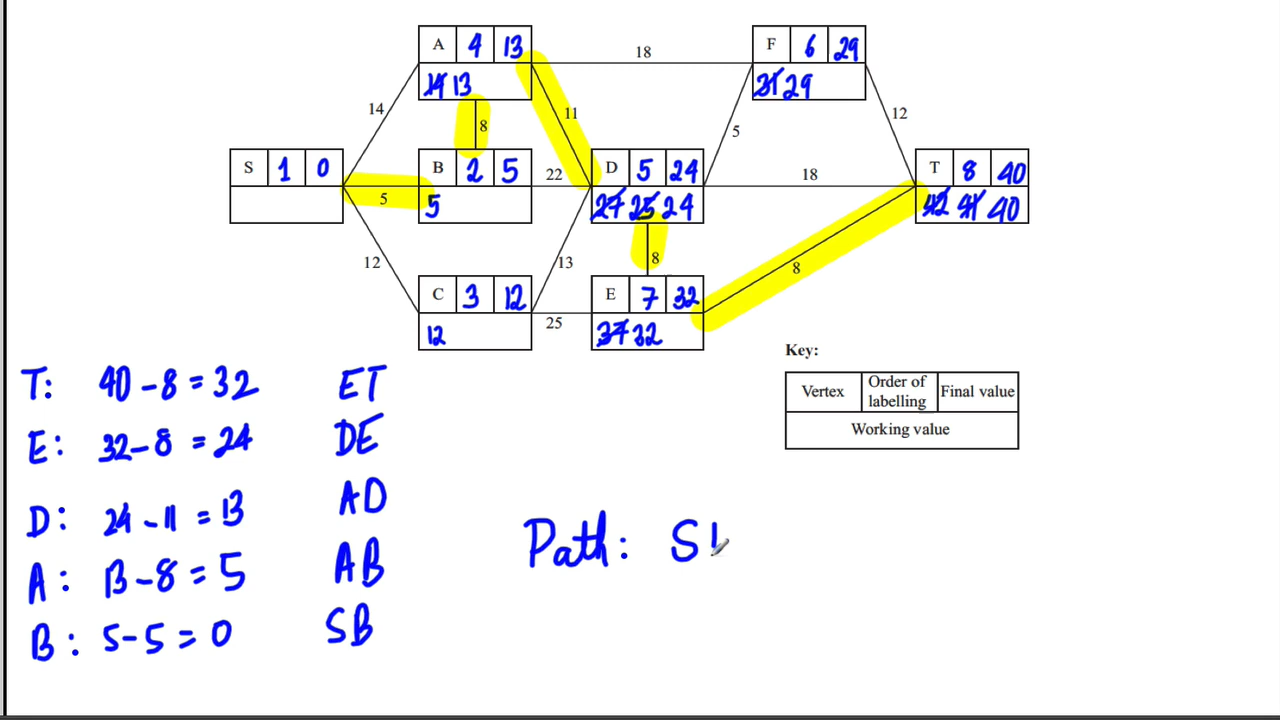 A 4 13
14 13
18
F 6 29
31 29
14
8
11
5
12
S 1 0
B 2 5
5
22
D 5 24
27 25 24
18
T 8 40
42 41 40
5
12
13
8
8
C 3 12
12
25
E 7 32
37 32
Key:
Vertex Order of labelling Final value
Working value
T: 40 - 8 = 32 ET
E: 32 - 8 = 24 DE
D: 24 - 11 = 13 AD
A: 13 - 8 = 5 AB
B: 5 - 5 = 0 SB
Path: S